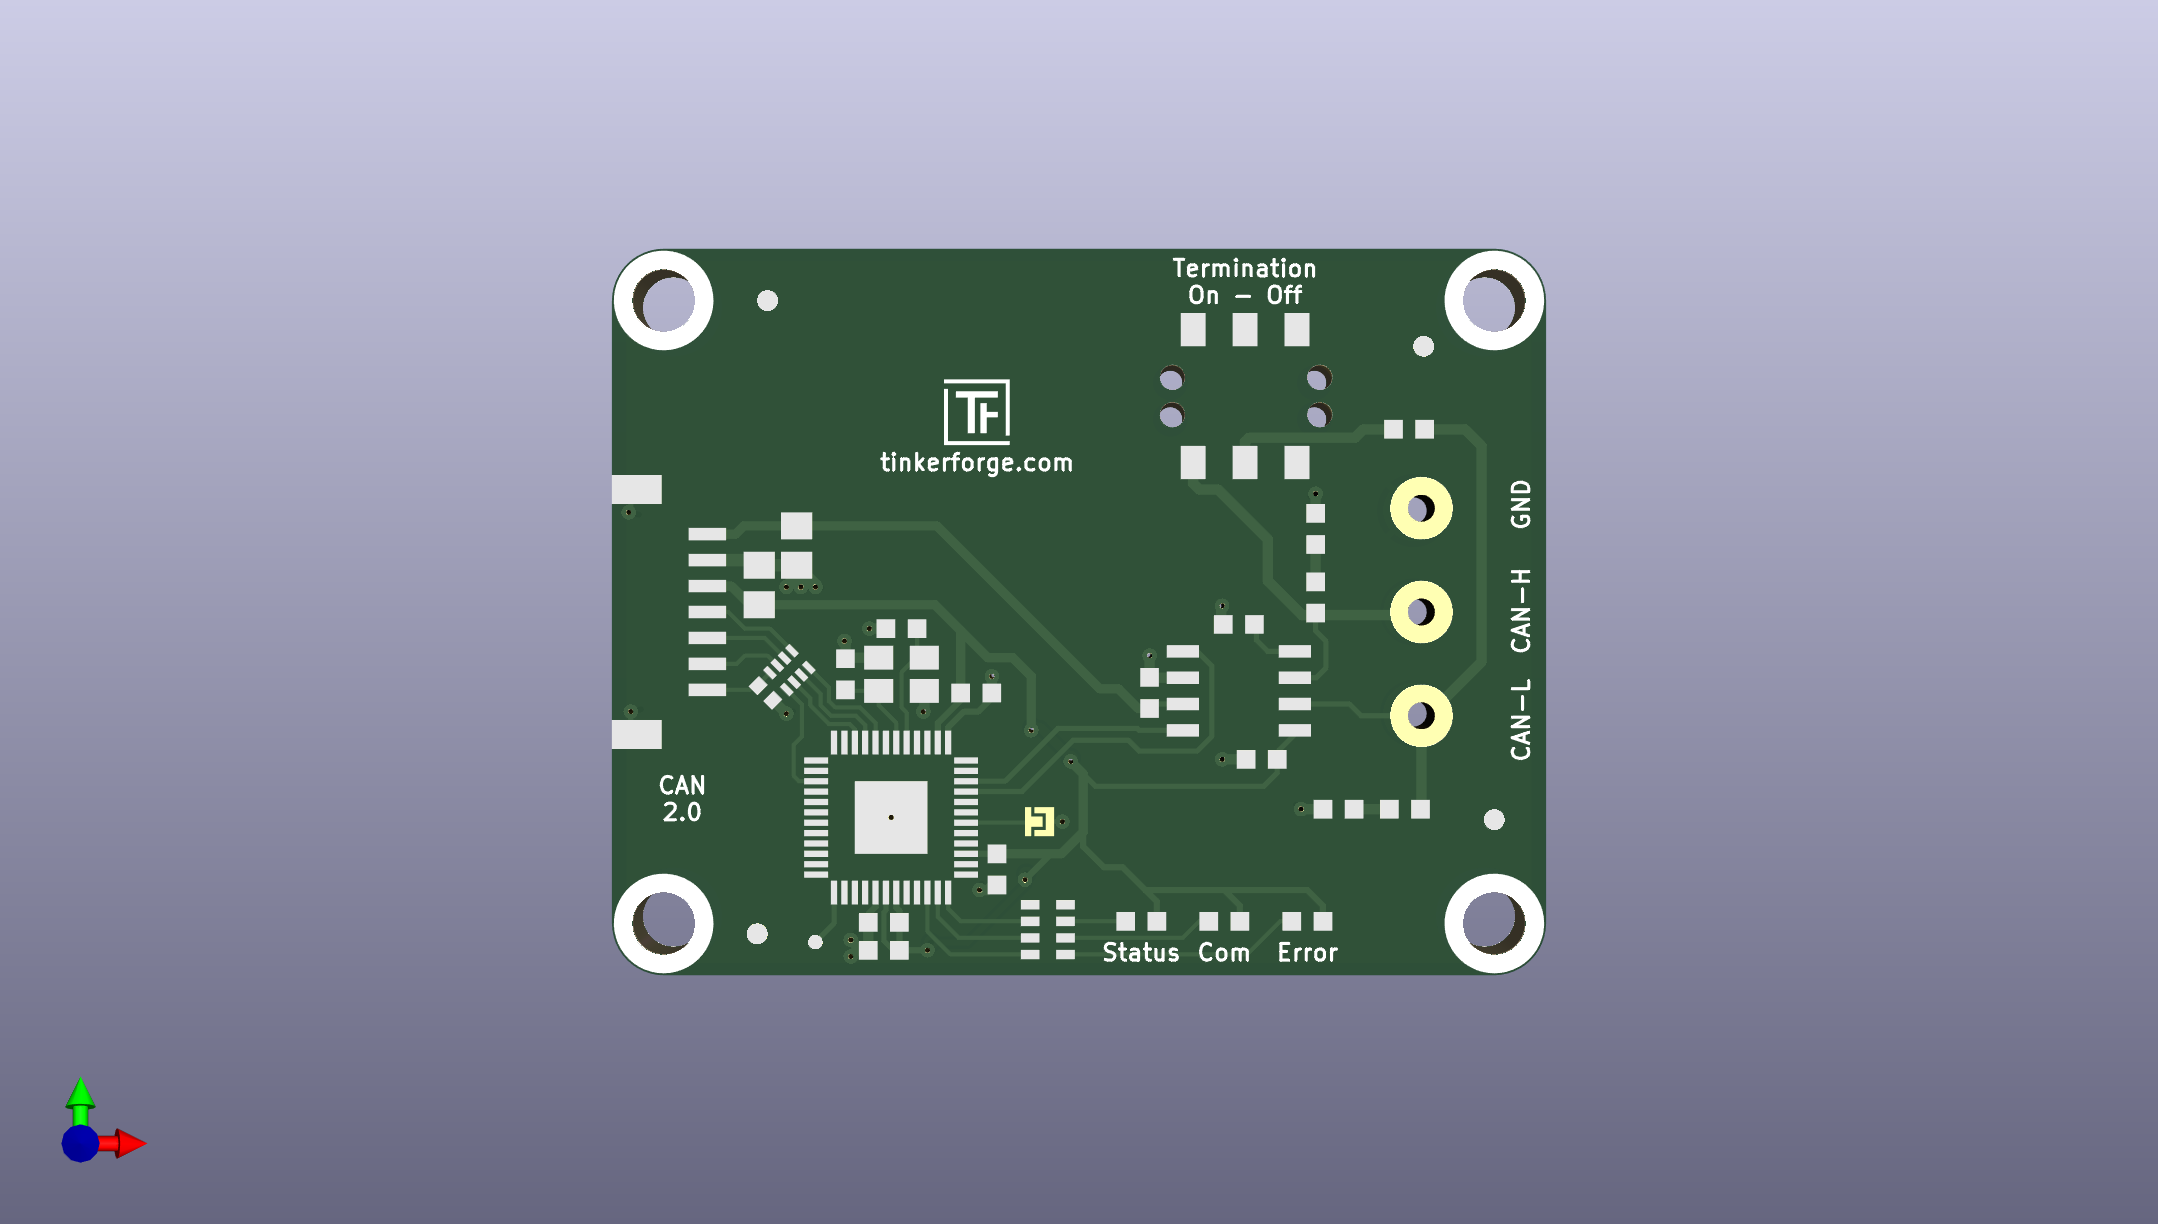 Termination
On - Off
TF
tinkerforge.com
GND
CAN-H
CAN-L
CAN
2.0
Status Com Error